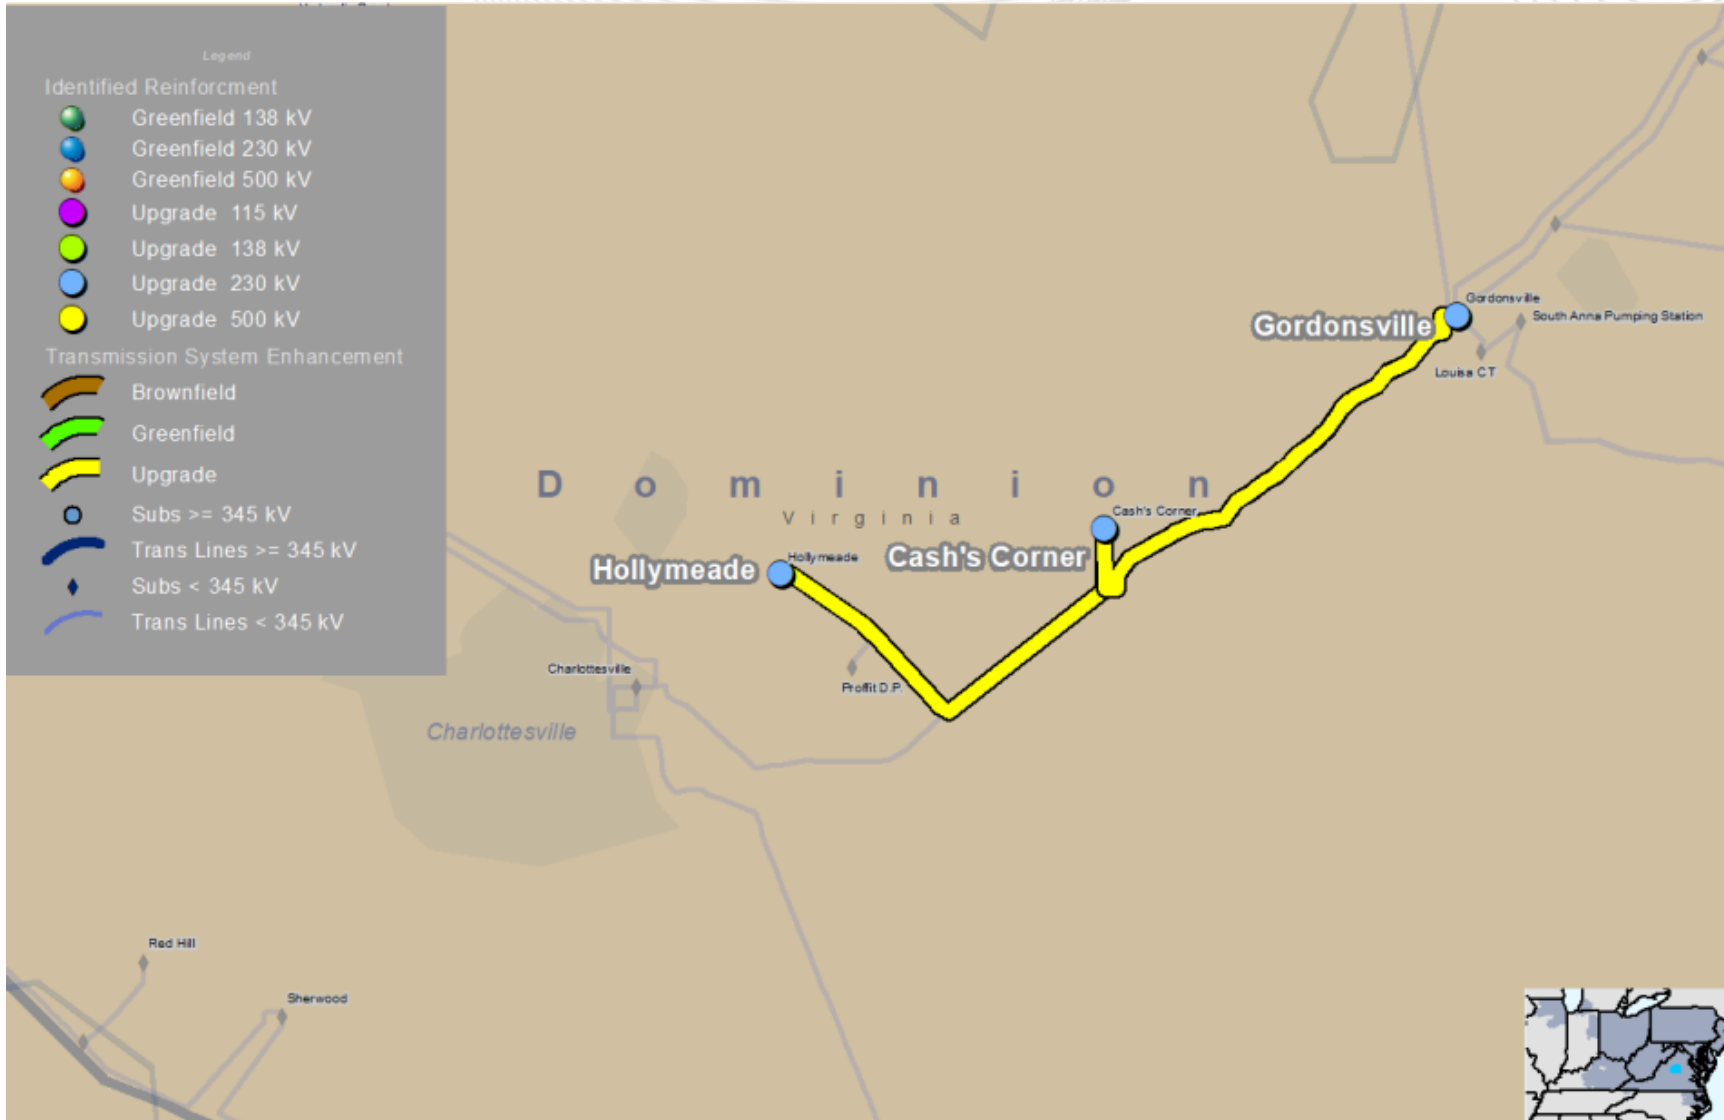 Legend
Identified Reinforcment
Greenfield 138 kV
Greenfield 230 kV
Greenfield 500 kV
Upgrade 115 kV
Upgrade 138 kV
Upgrade 230 kV
Upgrade 500 kV
Transmission System Enhancement
Brownfield
Greenfield
Upgrade
Subs >= 345 kV
Trans Lines >= 345 kV
Subs < 345 kV
Trans Lines < 345 kV
Gordonsville
Gordonsville
South Anna Pumping Station
Louisa CT
Dominion
Virginia
Cash's Corner
Cash's Corner
Hollymeade
Hollymeade
Charlottesville
Proffit D.P.
Charlottesville
Red Hill
Sherwood